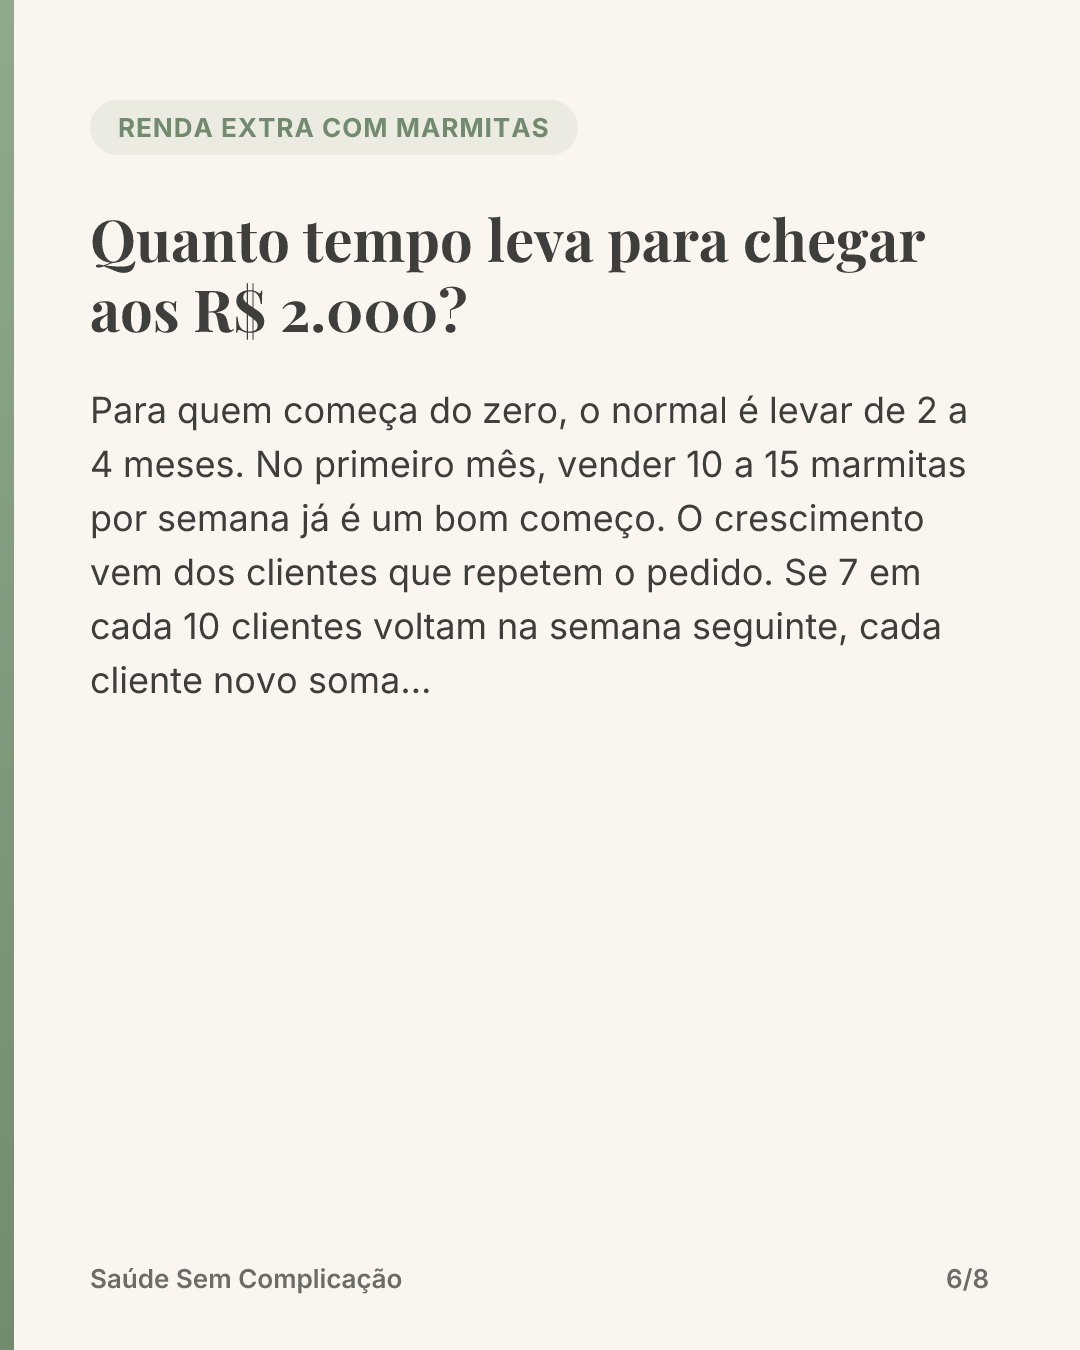 RENDA EXTRA COM MARMITAS
Quanto tempo leva para chegar
aos R$ 2.000?
Para quem começa do zero, o normal é levar de 2 a
4 meses. No primeiro mês, vender 10 a 15 marmitas
por semana já é um bom começo. O crescimento
vem dos clientes que repetem o pedido. Se 7 em
cada 10 clientes voltam na semana seguinte, cada
cliente novo soma...
Saúde Sem Complicação
6/8